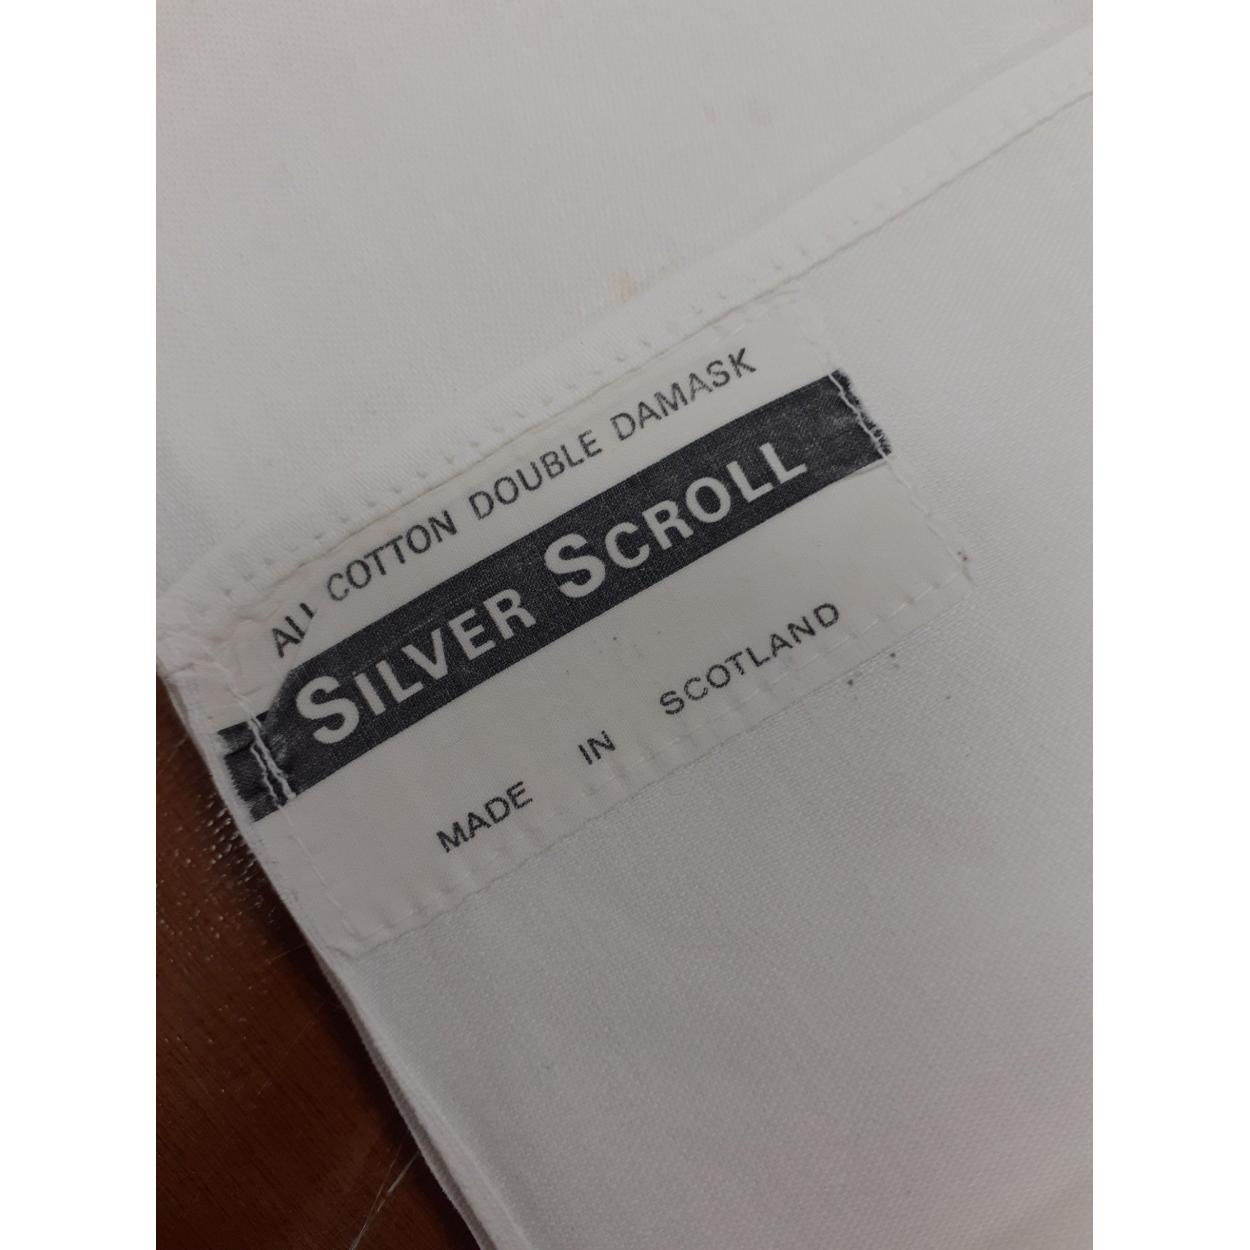 ALL COTTON DOUBLE DAMASK
SILVER SCROLL
MADE IN SCOTLAND